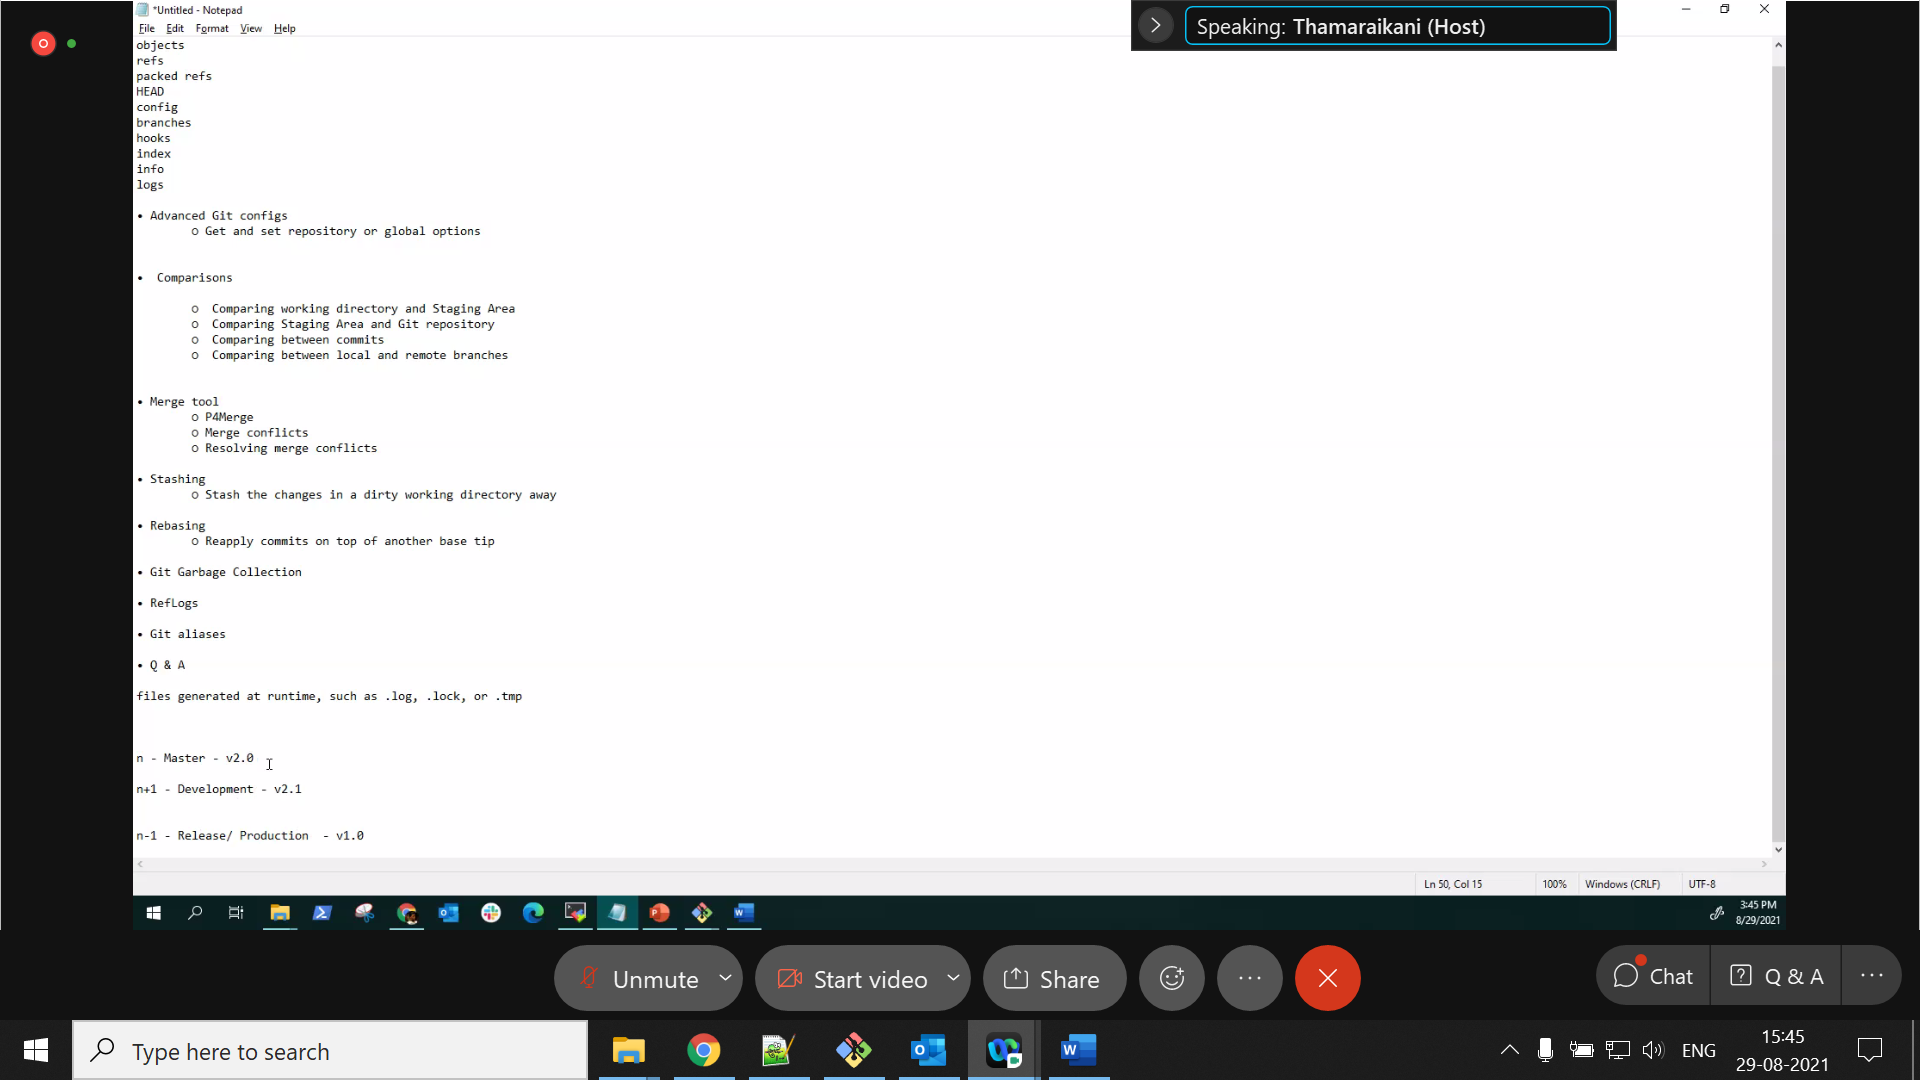 *Untitled - Notepad
Speaking: Thamaraikani (Host)
File Edit Format View Help
objects
refs
packed refs
HEAD
config
branches
hooks
index
info
logs
• Advanced Git configs
o Get and set repository or global options
• Comparisons
o Comparing working directory and Staging Area
o Comparing Staging Area and Git repository
o Comparing between commits
o Comparing between local and remote branches
• Merge tool
o P4Merge
o Merge conflicts
o Resolving merge conflicts
• Stashing
o Stash the changes in a dirty working directory away
• Rebasing
o Reapply commits on top of another base tip
• Git Garbage Collection
• RefLogs
• Git aliases
• Q & A
files generated at runtime, such as .log, .lock, or .tmp
n - Master - v2.0
n+1 - Development - v2.1
n-1 - Release/ Production - v1.0
Ln 50, Col 15 100% Windows (CRLF) UTF-8
3:45 PM
8/29/2021
Unmute Start video Share Chat Q & A
Type here to search
ENG
15:45
29-08-2021